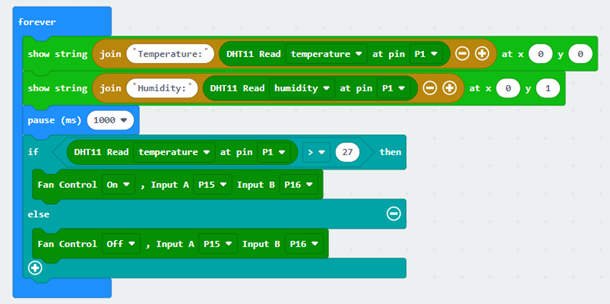 forever
show string join "Temperature:" DHT11 Read temperature at pin P1 at x 0 y 0
show string join "Humidity:" DHT11 Read humidity at pin P1 at x 0 y 1
pause (ms) 1000
if DHT11 Read temperature at pin P1 > 27 then
Fan Control On , Input A P15 Input B P16
else
Fan Control Off , Input A P15 Input B P16